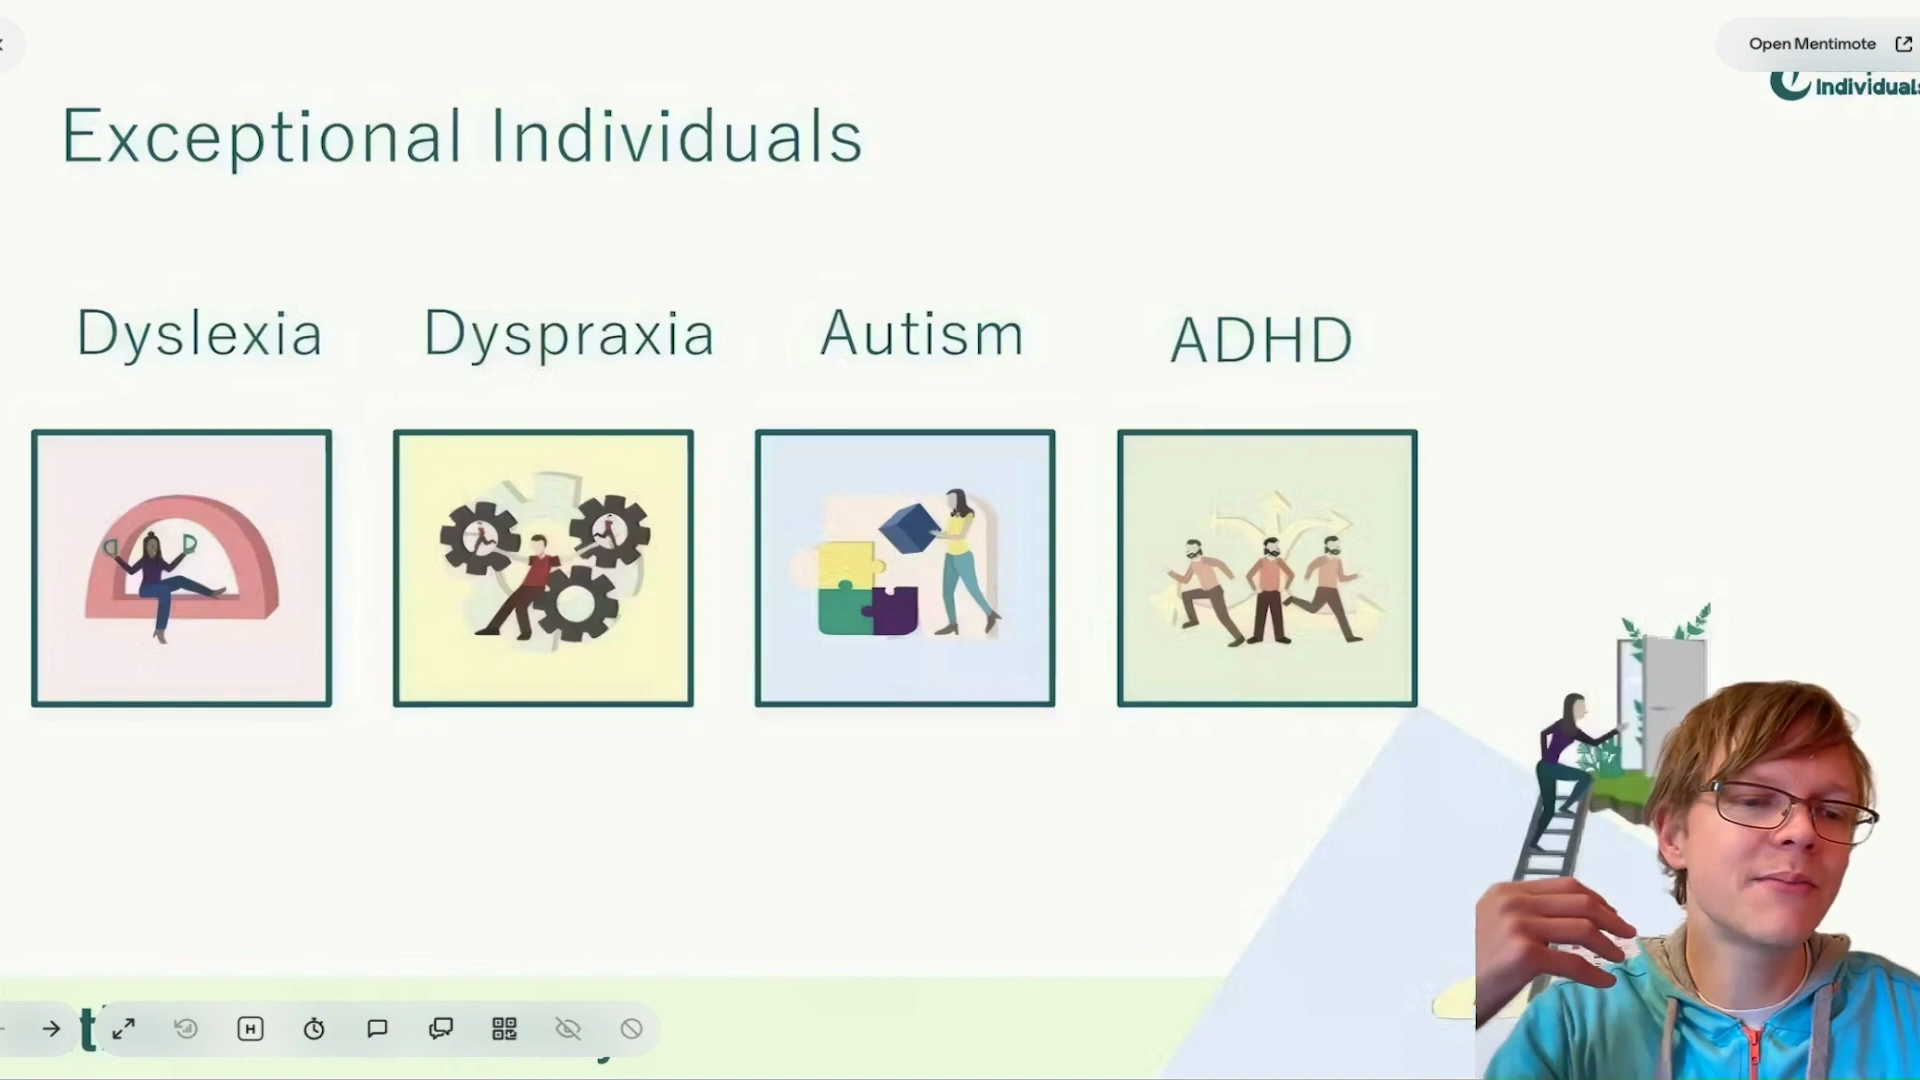 Open Mentimote
Individuals
Exceptional Individuals
Dyslexia
Dyspraxia
Autism
ADHD
H